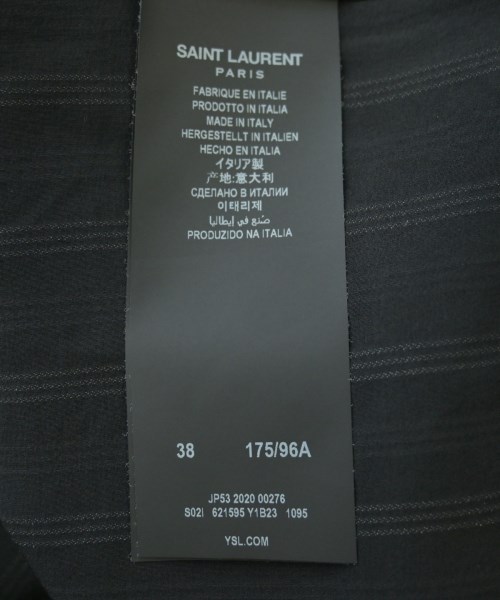 SAINT LAURENT
PARIS
FABRIQUE EN ITALIE
PRODOTTO IN ITALIA
MADE IN ITALY
HERGESTELLT IN ITALIEN
HECHO EN ITALIA
イタリア製
产地:意大利
СДЕЛАНО В ИТАЛИИ
이태리제
صُنع في إيطاليا
PRODUZIDO NA ITALIA
38 175/96A
JP53 2020 00276
S02I 621595 Y1B23 1095
YSL.COM